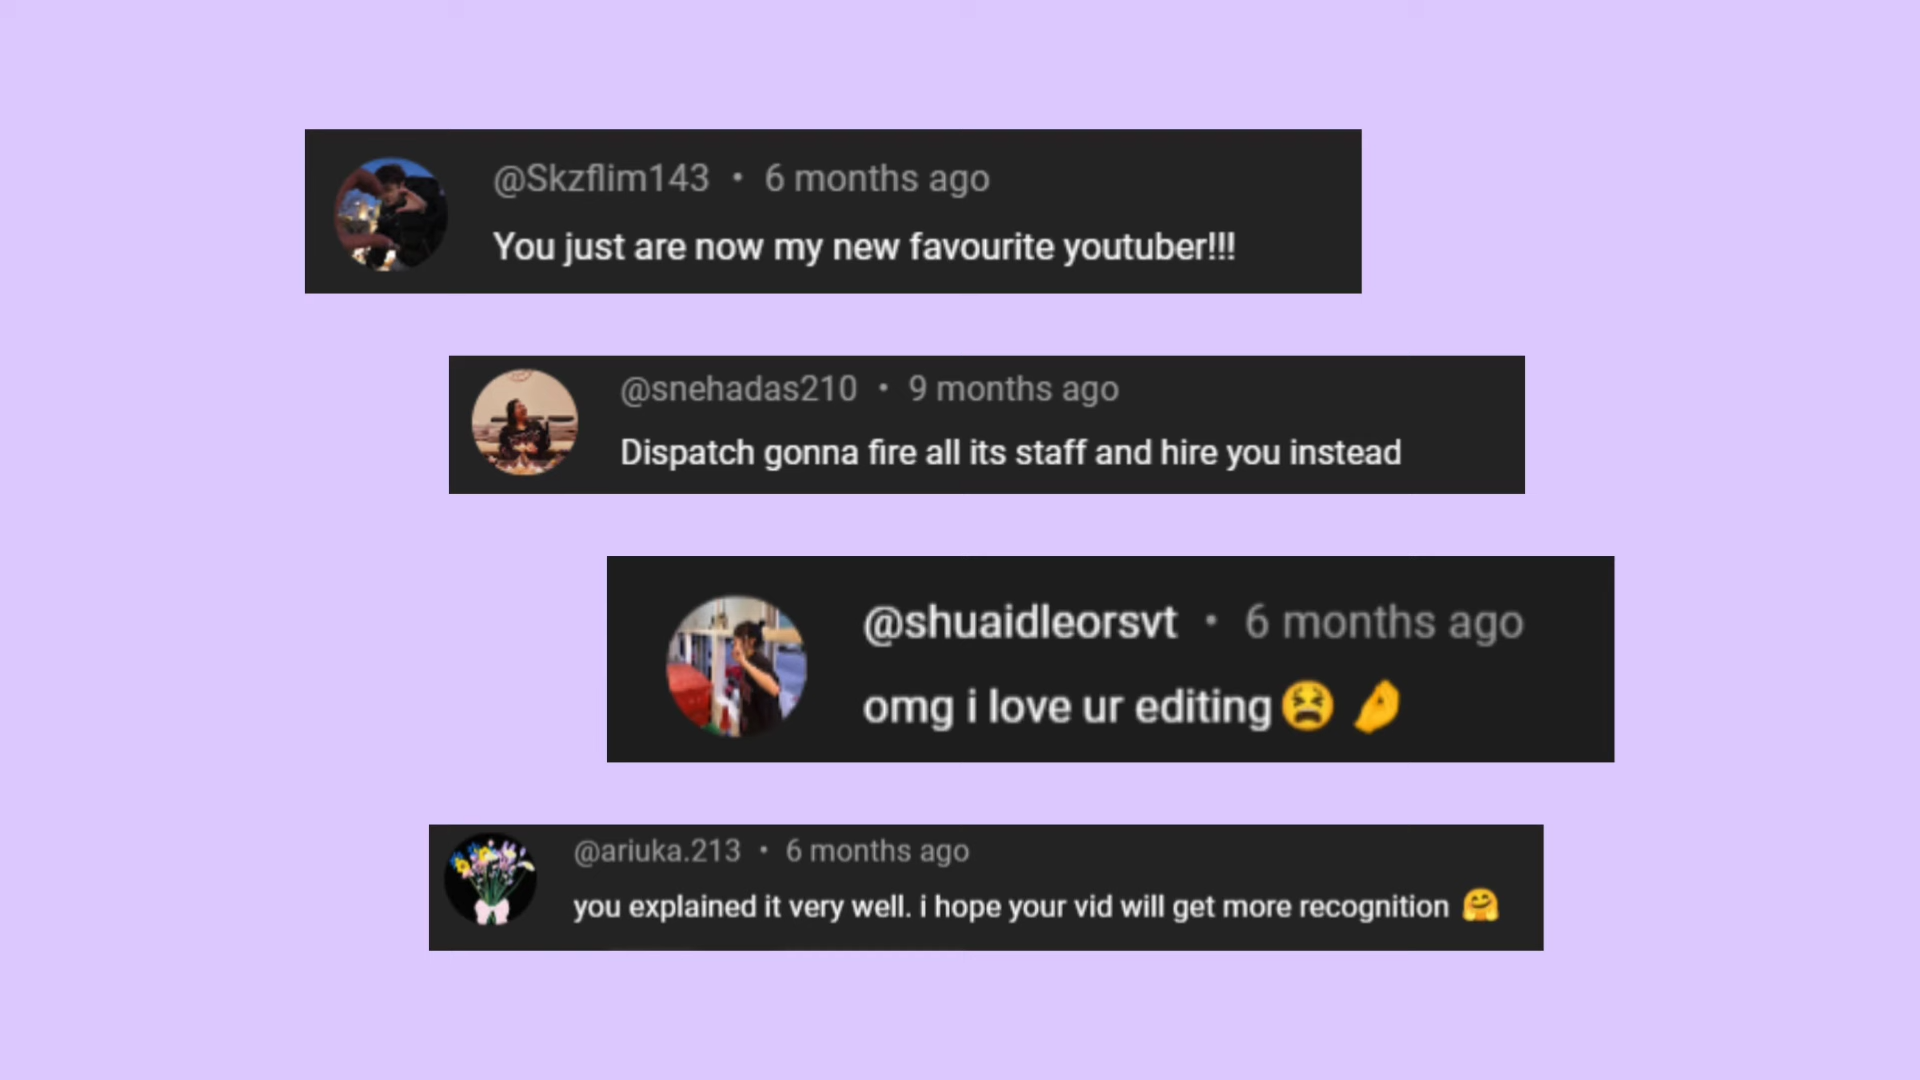 @Skzflim143 • 6 months ago
You just are now my new favourite youtuber!!!
@snehadas210 • 9 months ago
Dispatch gonna fire all its staff and hire you instead
@shuaidleorsvt • 6 months ago
omg i love ur editing😫 🤌
@ariuka.213 • 6 months ago
you explained it very well. i hope your vid will get more recognition 🤗